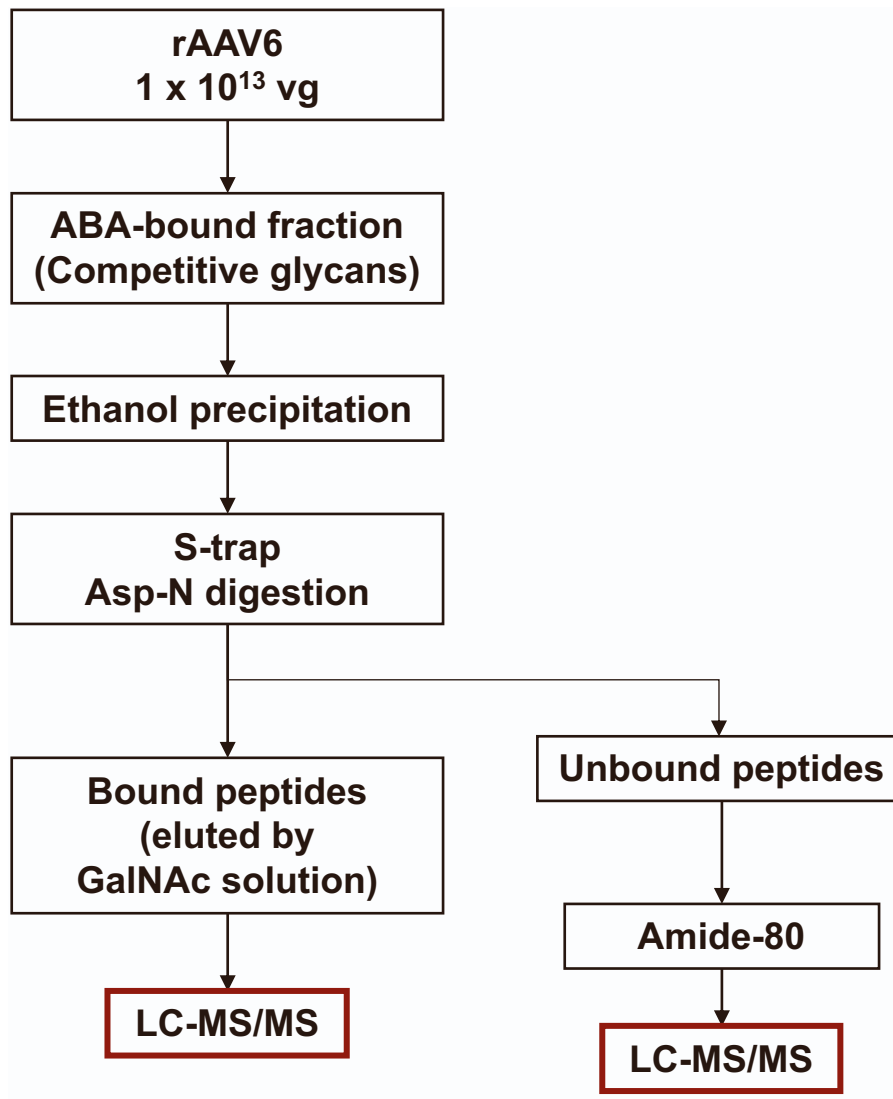 rAAV6
1 x 10¹³ vg
ABA-bound fraction
(Competitive glycans)
Ethanol precipitation
S-trap
Asp-N digestion
Bound peptides
(eluted by
GalNAc solution)
LC-MS/MS
Unbound peptides
Amide-80
LC-MS/MS